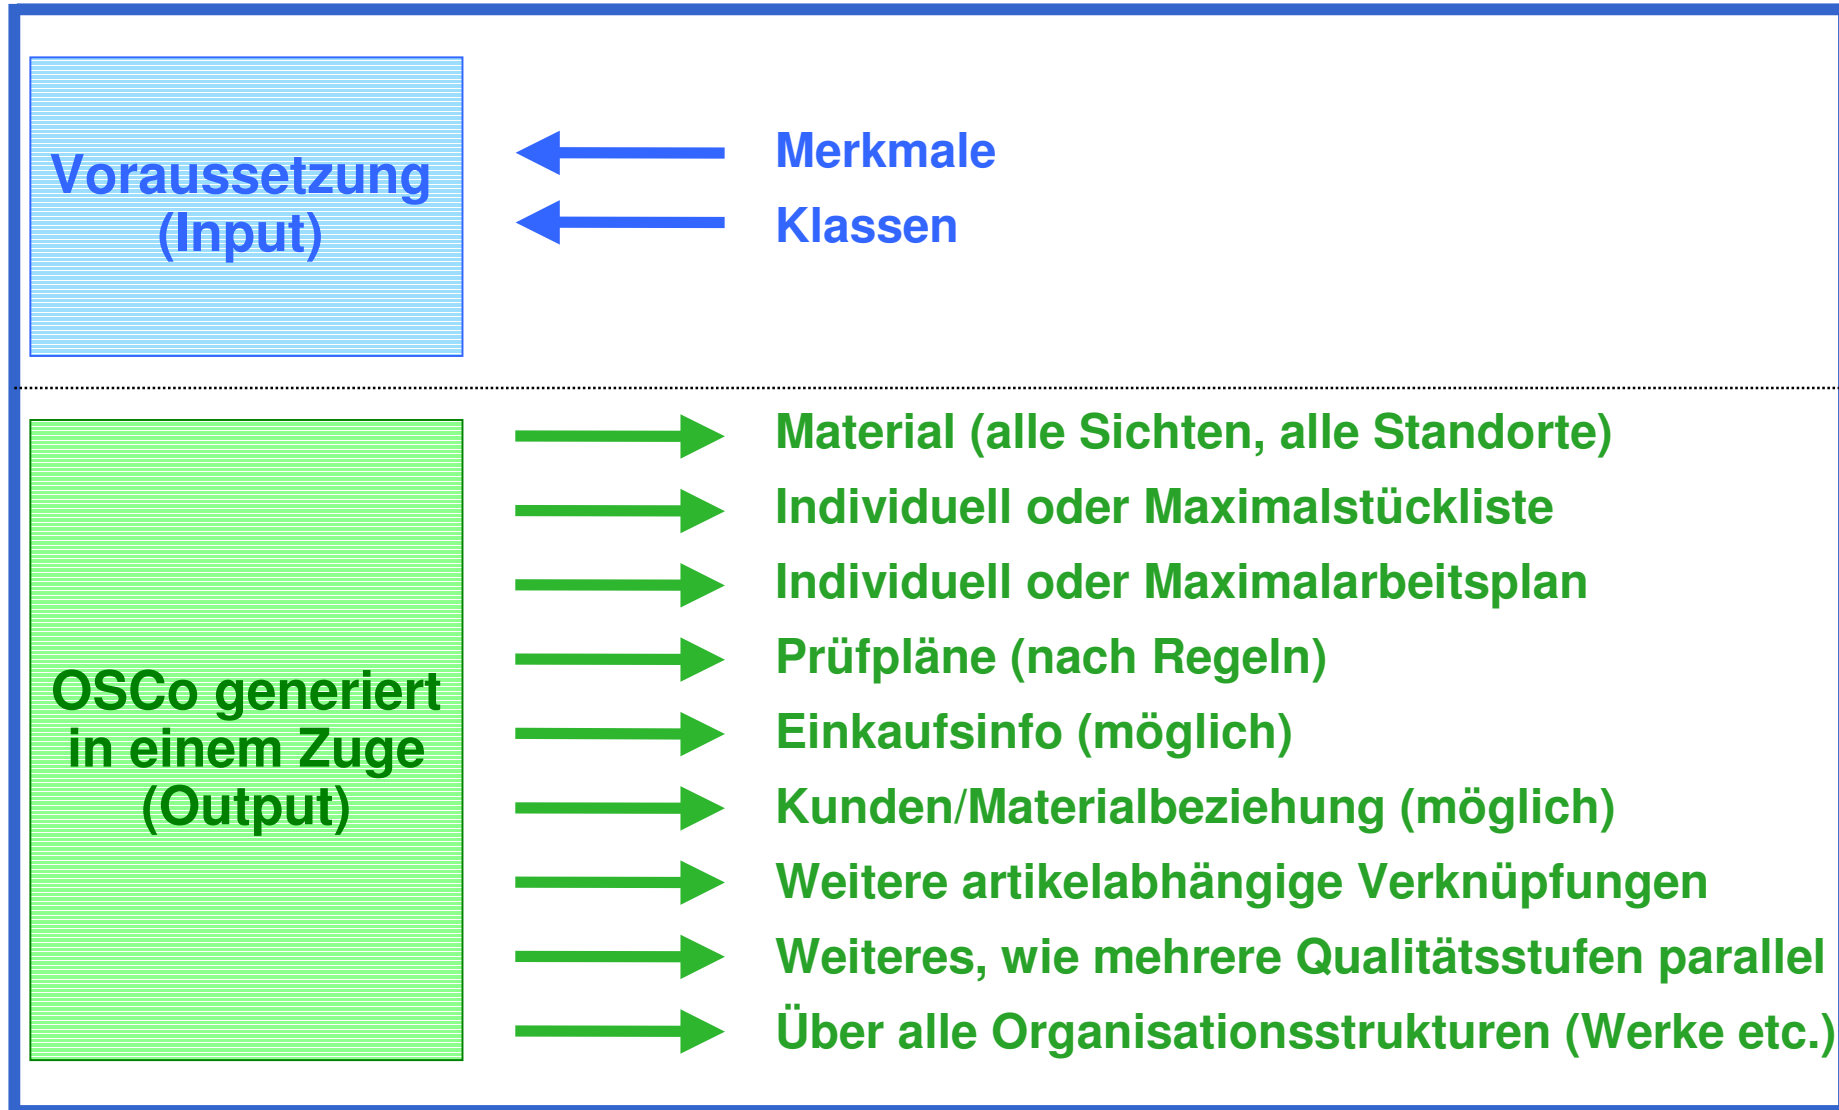 Voraussetzung
(Input)
Merkmale
Klassen
OSCo generiert
in einem Zuge
(Output)
Material (alle Sichten, alle Standorte)
Individuell oder Maximalstückliste
Individuell oder Maximalarbeitsplan
Prüfpläne (nach Regeln)
Einkaufsinfo (möglich)
Kunden/Materialbeziehung (möglich)
Weitere artikelabhängige Verknüpfungen
Weiteres, wie mehrere Qualitätsstufen parallel
Über alle Organisationsstrukturen (Werke etc.)